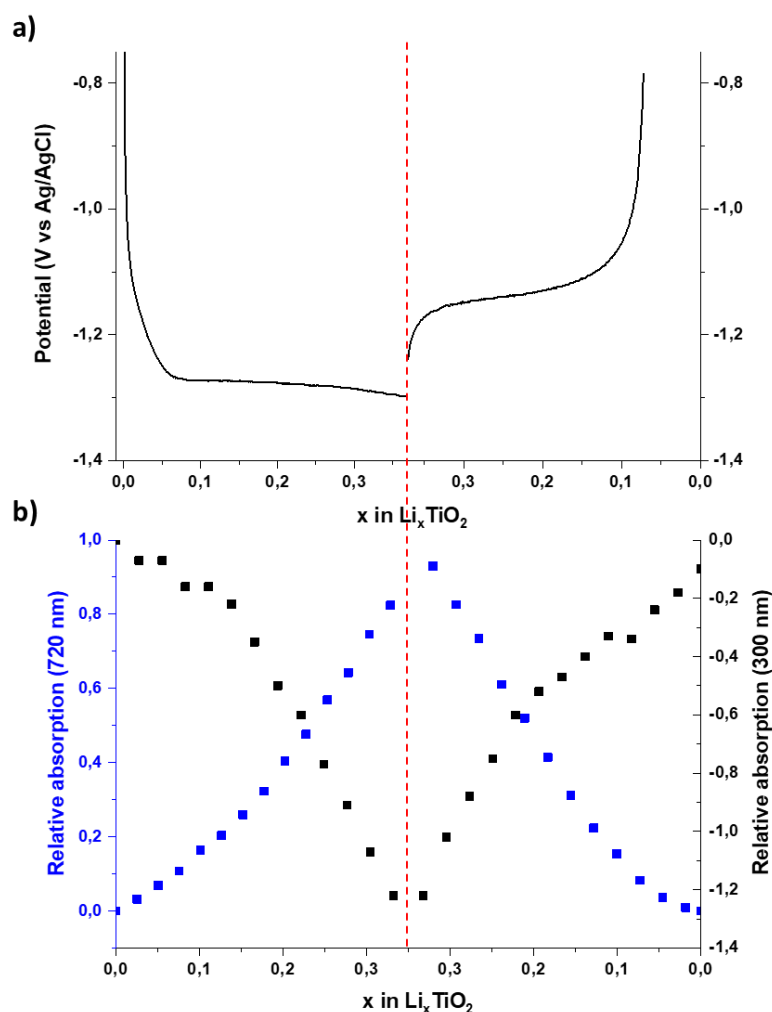 a)
-0,8
-1,0
-1,2
-1,4
Potential (V vs Ag/AgCl)
-0,8
-1,0
-1,2
-1,4
0,0 0,1 0,2 0,3 0,3 0,2 0,1 0,0
x in LiₓTiO₂
b)
1,0
0,8
0,6
0,4
0,2
0,0
Relative absorption (720 nm)
0,0
-0,2
-0,4
-0,6
-0,8
-1,0
-1,2
-1,4
Relative absorption (300 nm)
0,0 0,1 0,2 0,3 0,3 0,2 0,1 0,0
x in LiₓTiO₂